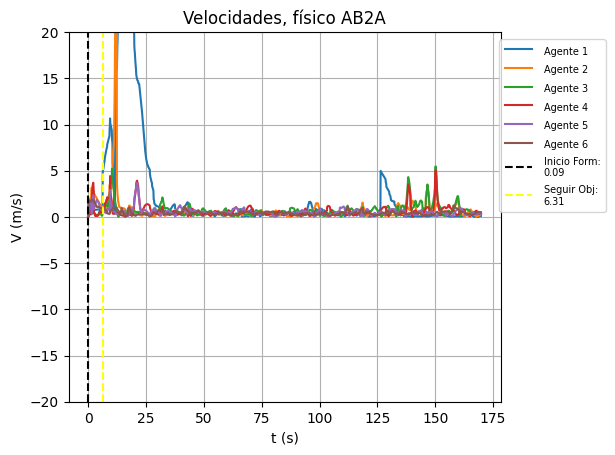 Velocidades, físico AB2A
V (m/s)
20
15
10
5
0
−5
−10
−15
−20
0
25
50
75
100
125
150
175
t (s)
Agente 1
Agente 2
Agente 3
Agente 4
Agente 5
Agente 6
Inicio Form:
0.09
Seguir Obj:
6.31